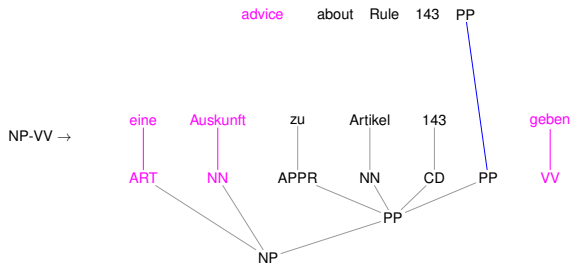 advice about Rule 143 PP
eine Auskunft zu Artikel 143 geben
NP-VV →
ART NN APPR NN CD PP VV
PP
NP